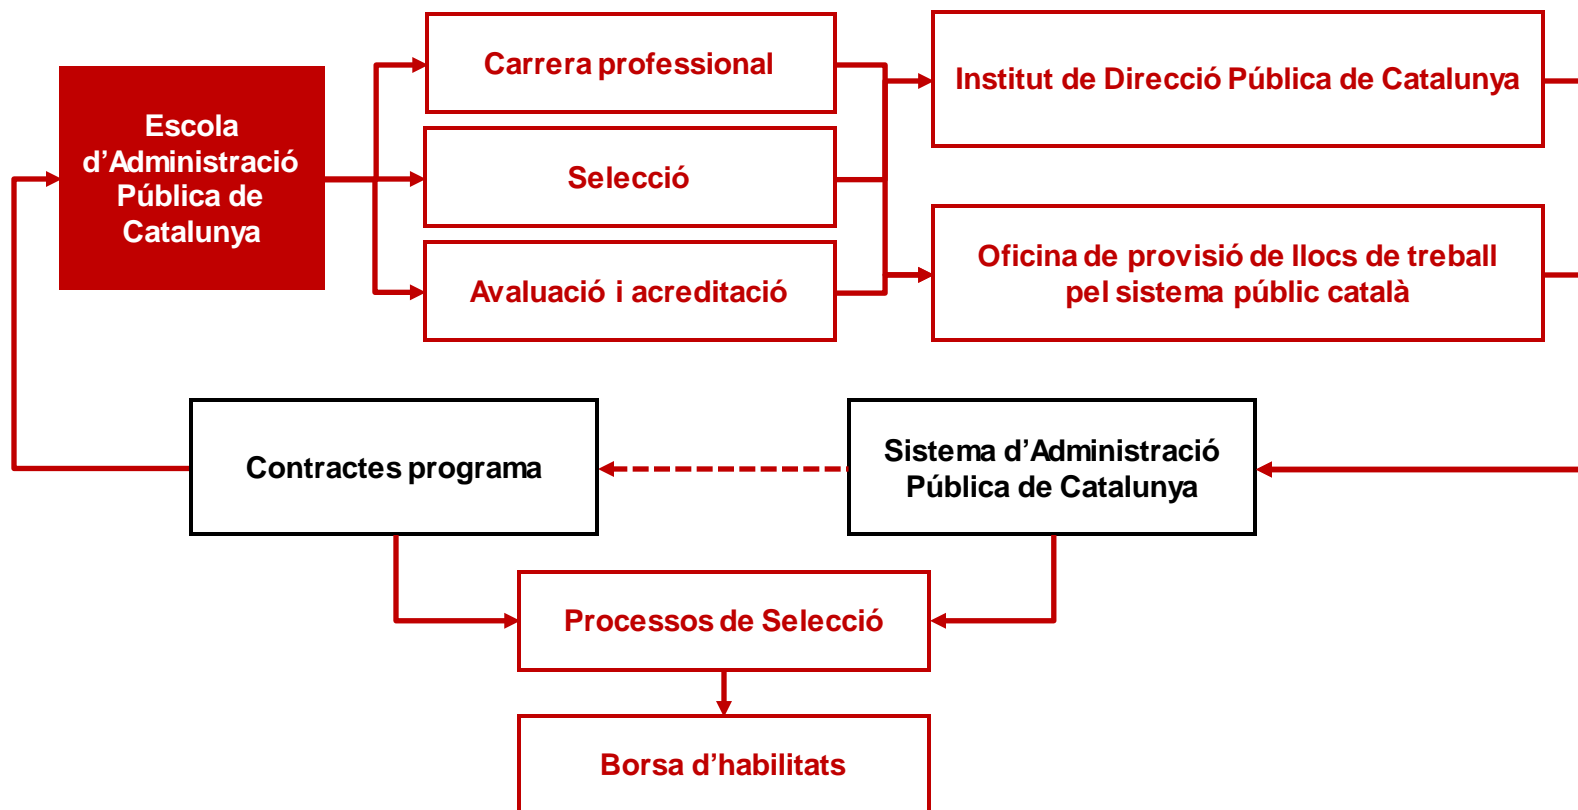 Carrera professional
Institut de Direcció Pública de Catalunya
Escola
d’Administració
Pública de
Catalunya
Selecció
Oficina de provisió de llocs de treball
pel sistema públic català
Avaluació i acreditació
Contractes programa
Sistema d’Administració
Pública de Catalunya
Processos de Selecció
Borsa d’habilitats